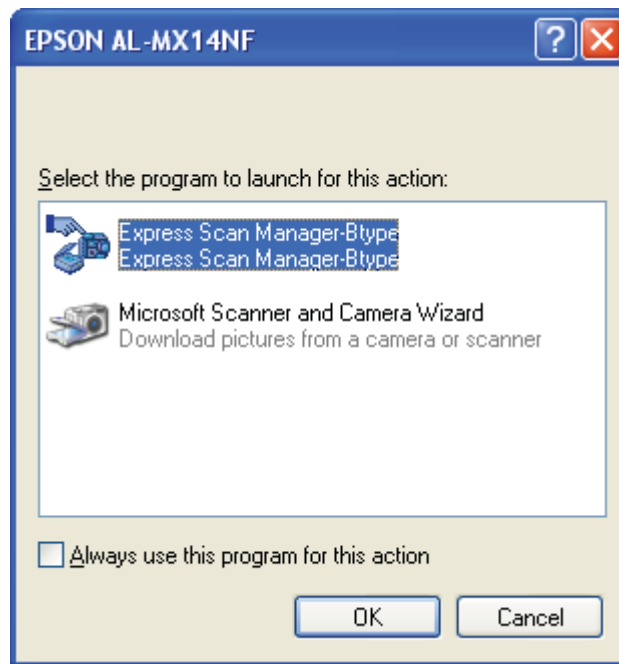 EPSON AL-MX14NF
Select the program to launch for this action:
Express Scan Manager-Btype
Express Scan Manager-Btype
Microsoft Scanner and Camera Wizard
Download pictures from a camera or scanner
Always use this program for this action
OK Cancel